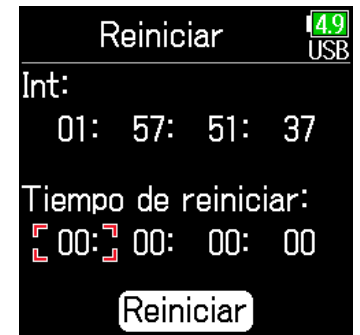 Reiniciar
4.9
USB
Int:
01: 57: 51: 37
Tiempo de reiniciar:
00: 00: 00: 00
Reiniciar